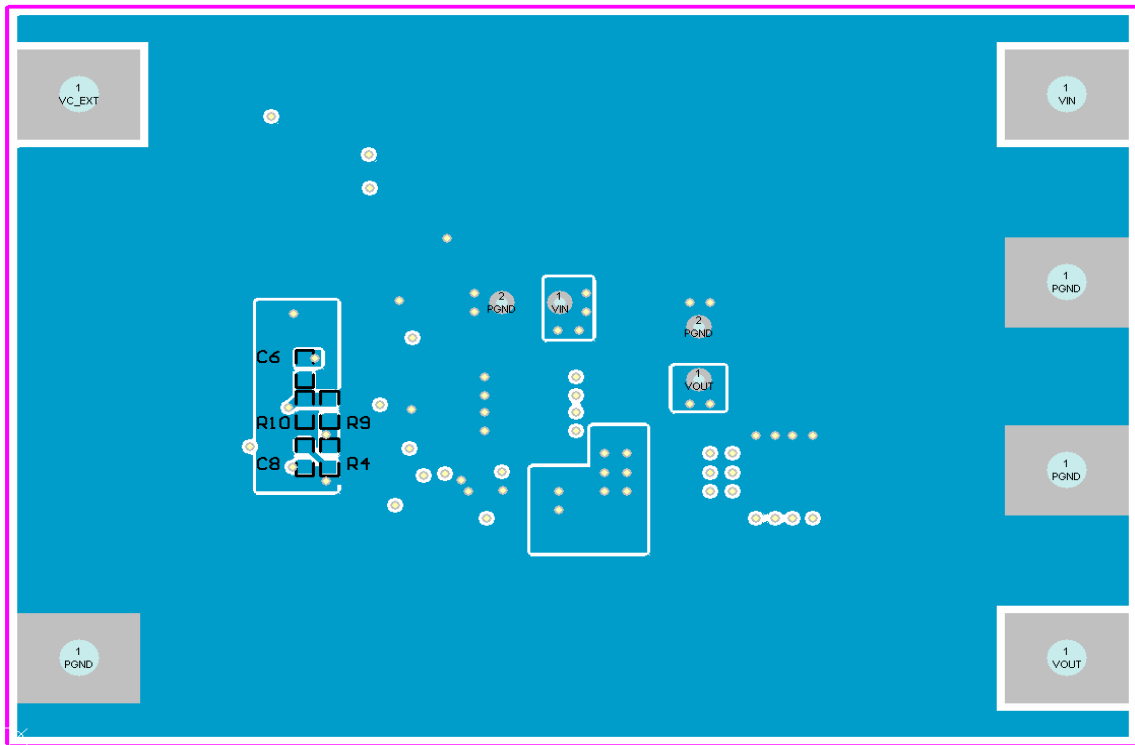 1
VC_EXT
1
VIN
1
PGND
2
PGND
1
VIN
2
PGND
C6
1
VOUT
R10
R9
C8
R4
1
PGND
1
PGND
1
VOUT